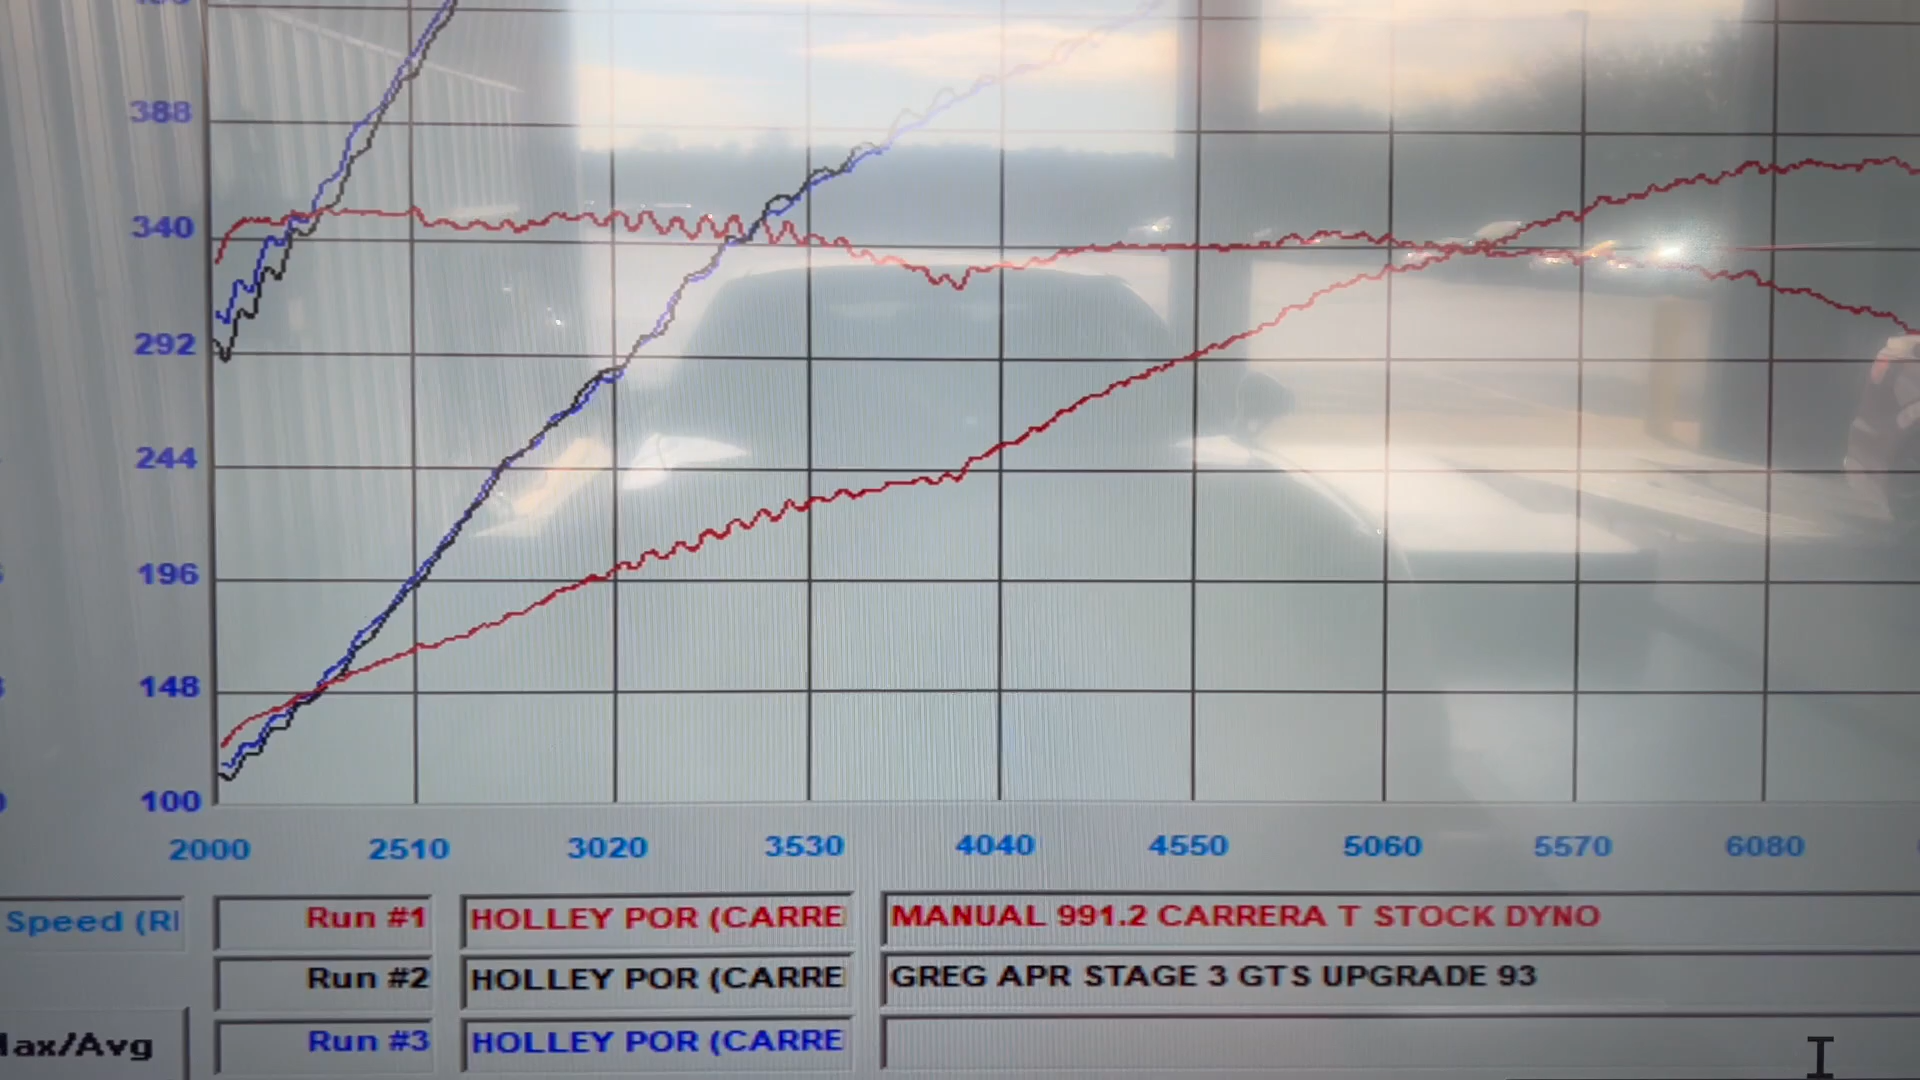 388
340
292
244
196
148
100
2000 2510 3020 3530 4040 4550 5060 5570 6080
Speed (R
Run #1 HOLLEY POR (CARRE MANUAL 991.2 CARRERA T STOCK DYNO
Run #2 HOLLEY POR (CARRE GREG APR STAGE 3 GTS UPGRADE 93
Run #3 HOLLEY POR (CARRE
ax/Avg